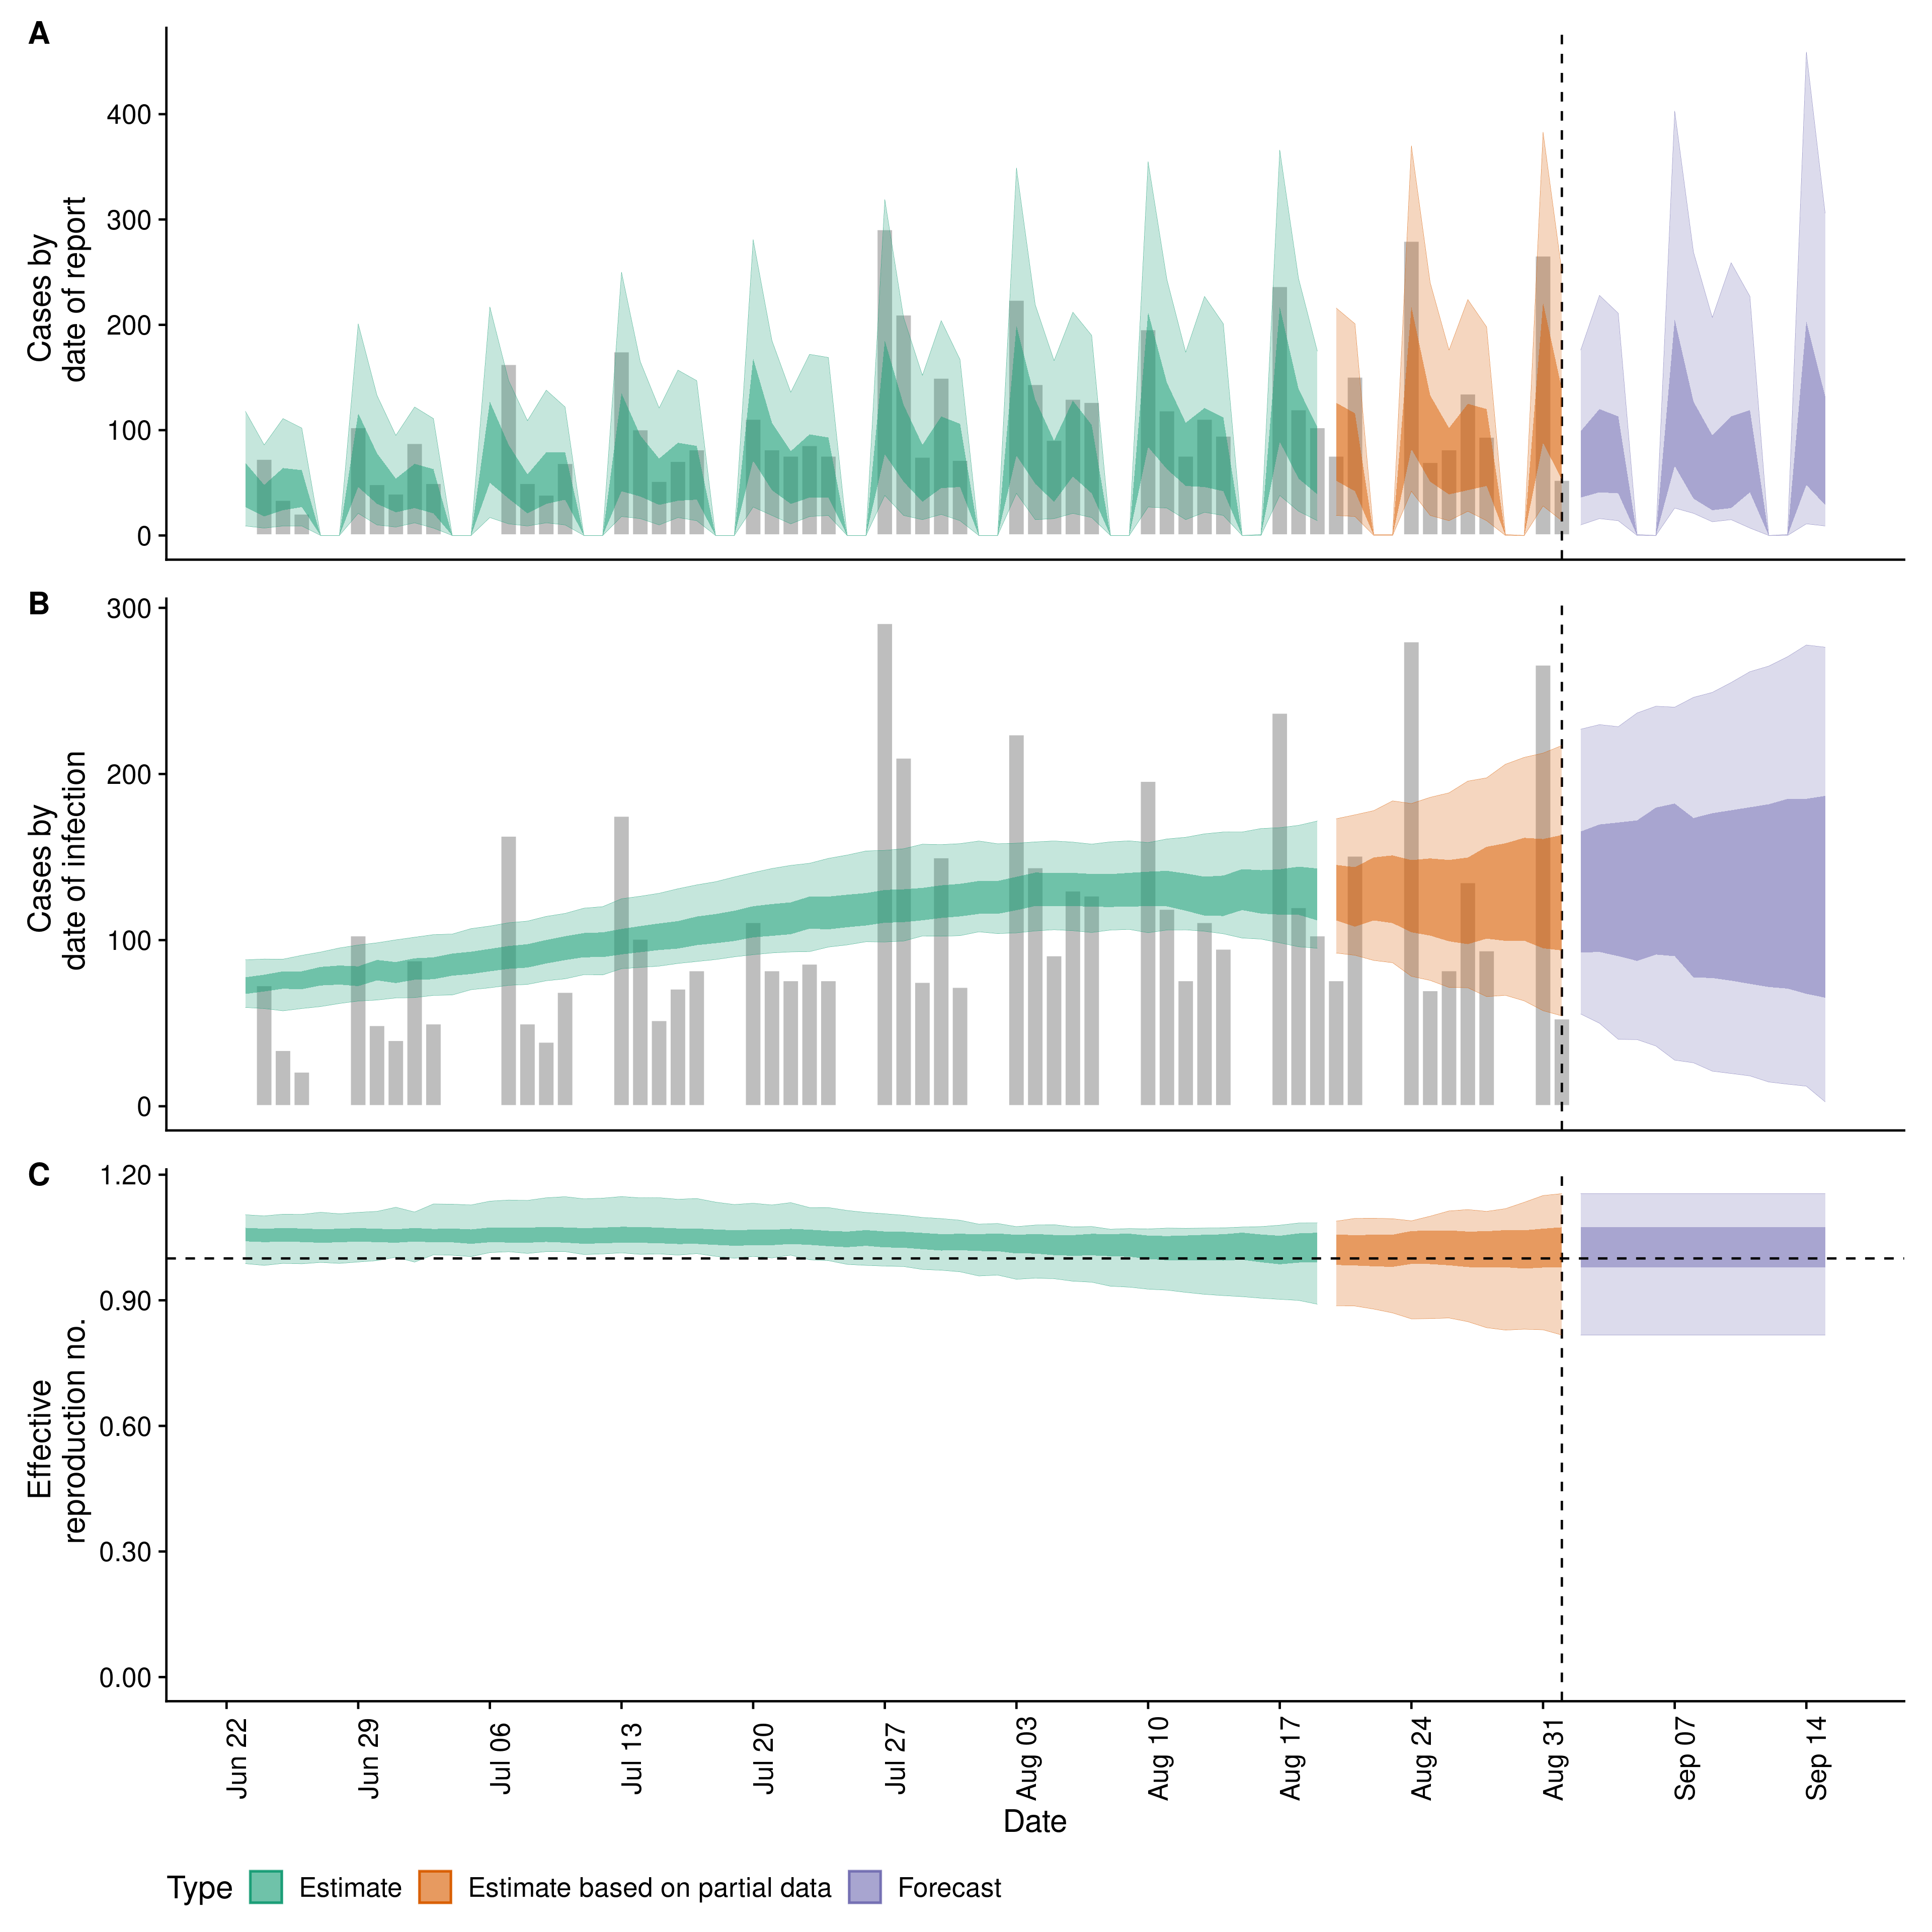 A
Cases by
date of report
400
300
200
100
0
B
Cases by
date of infection
300
200
100
0
C
Effective
reproduction no.
1.20
0.90
0.60
0.30
0.00
Jun 22
Jun 29
Jul 06
Jul 13
Jul 20
Jul 27
Aug 03
Aug 10
Aug 17
Aug 24
Aug 31
Sep 07
Sep 14
Date
Type Estimate Estimate based on partial data Forecast